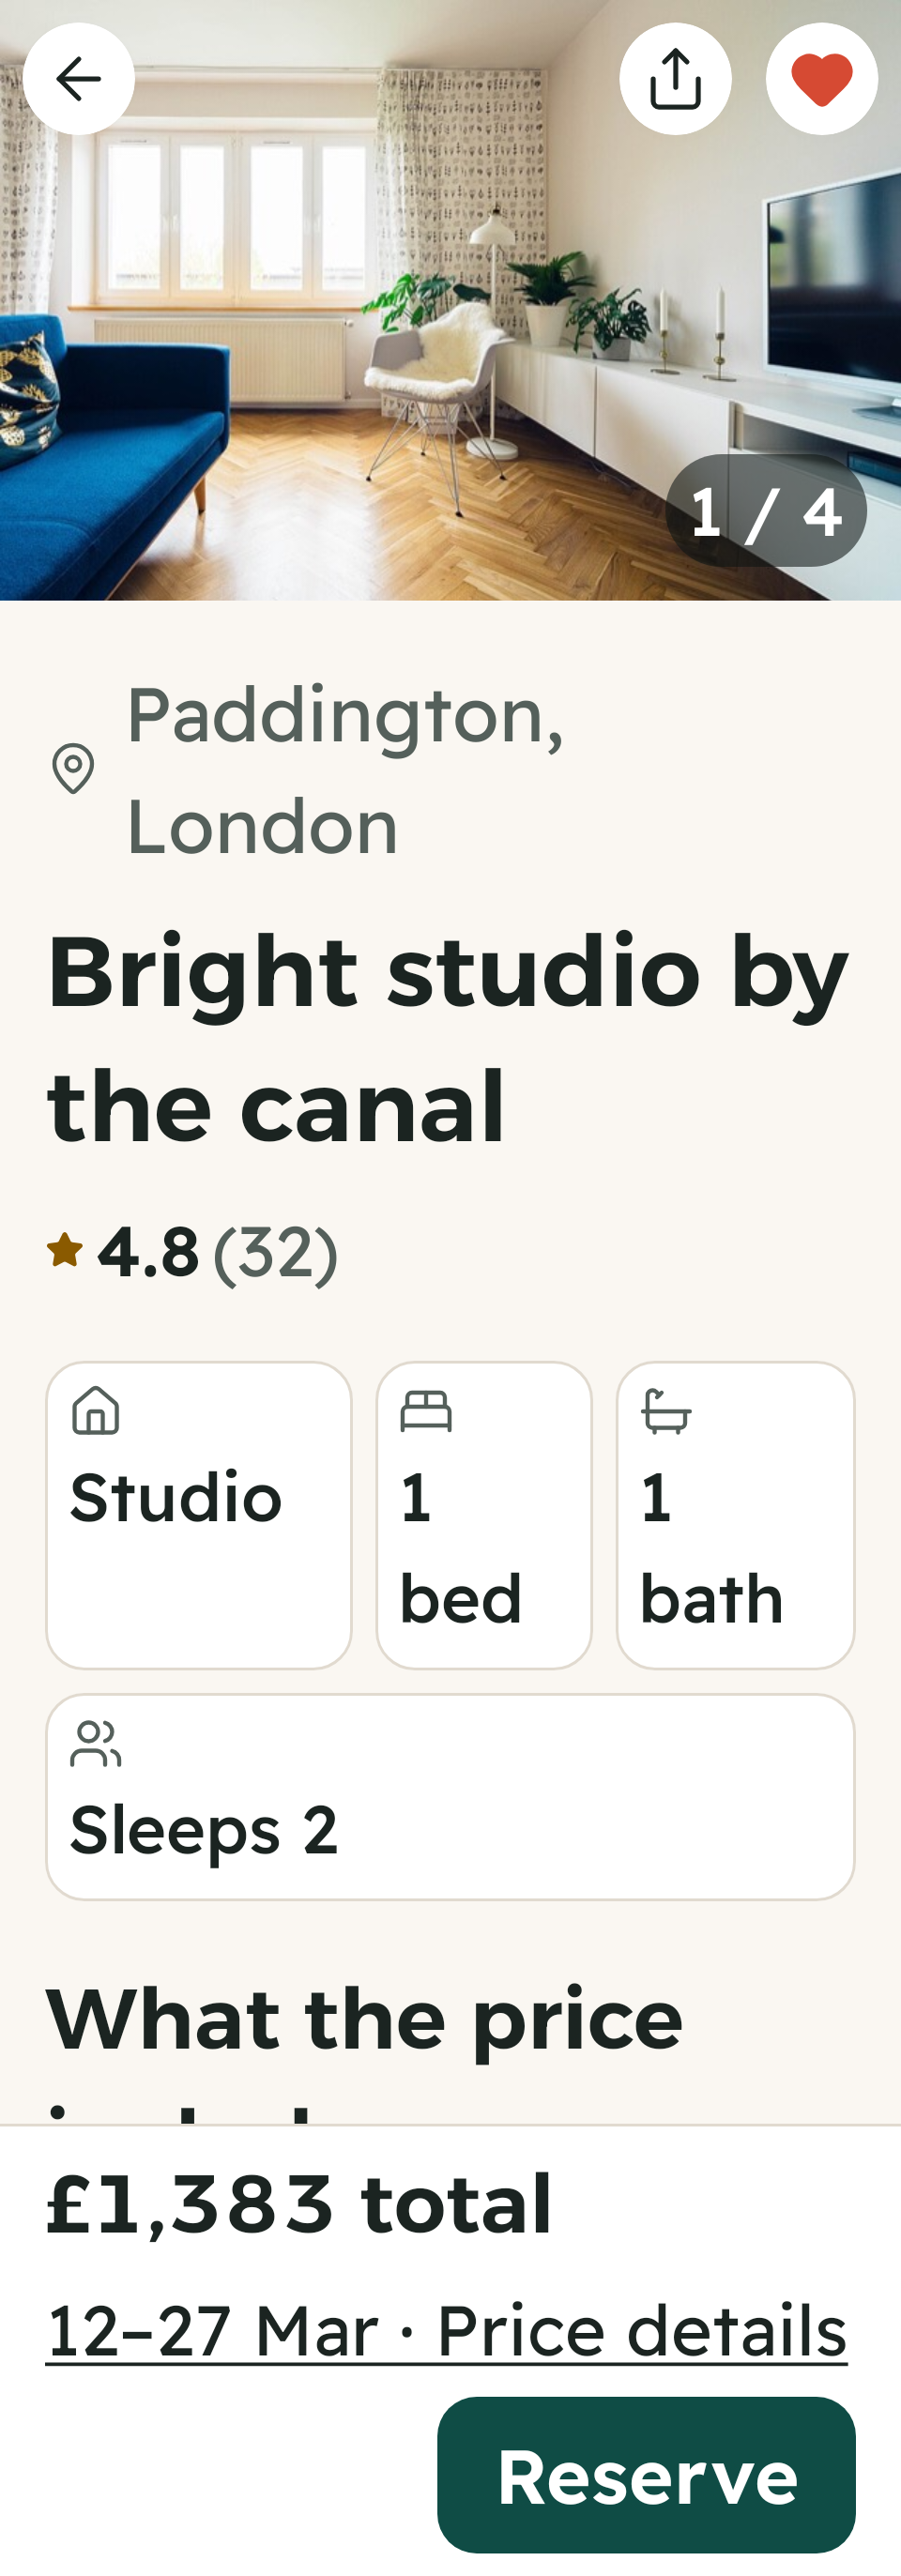 1 / 4
Paddington,
London
Bright studio by
the canal
4.8 (32)
Studio
1
bed
1
bath
Sleeps 2
What the price
£1,383 total
12–27 Mar · Price details
Reserve